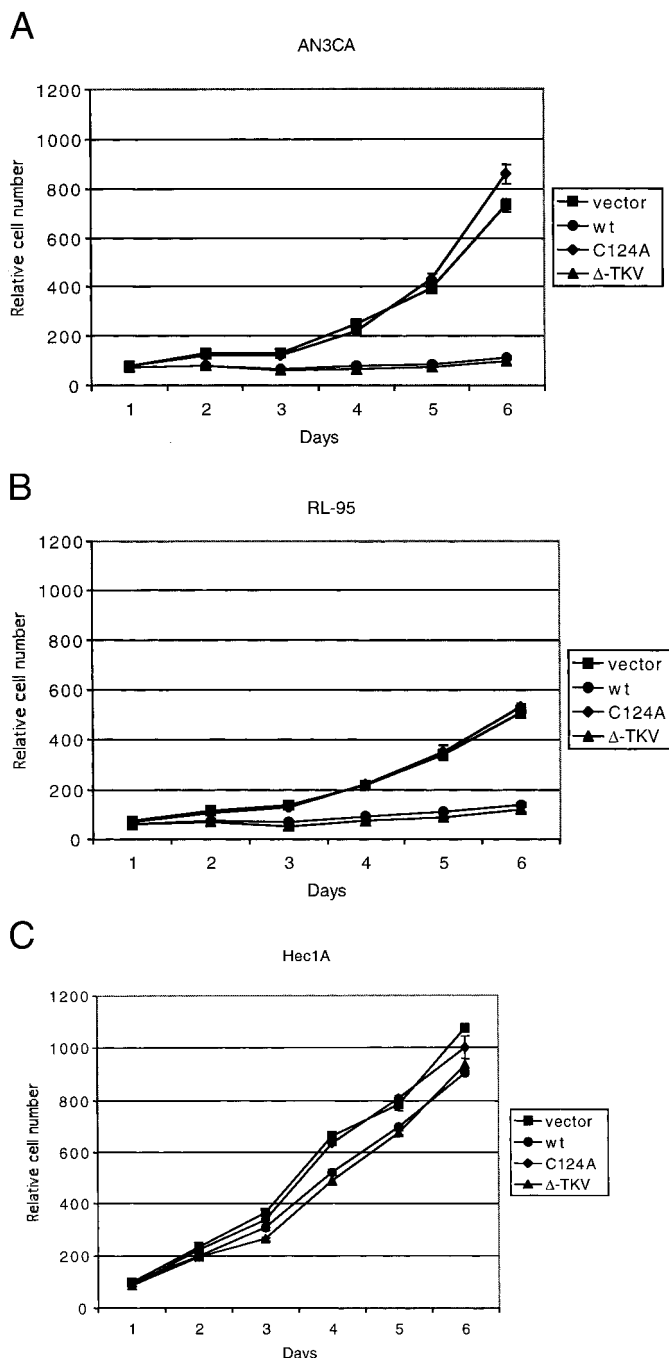 A
AN3CA
1200
1000
800
600
400
200
0
Relative cell number
1 2 3 4 5 6
Days
vector
wt
C124A
Δ-TKV
B
RL-95
1200
1000
800
600
400
200
0
Relative cell number
1 2 3 4 5 6
Days
vector
wt
C124A
Δ-TKV
C
Hec1A
1200
1000
800
600
400
200
0
Relative cell number
1 2 3 4 5 6
Days
vector
wt
C124A
Δ-TKV